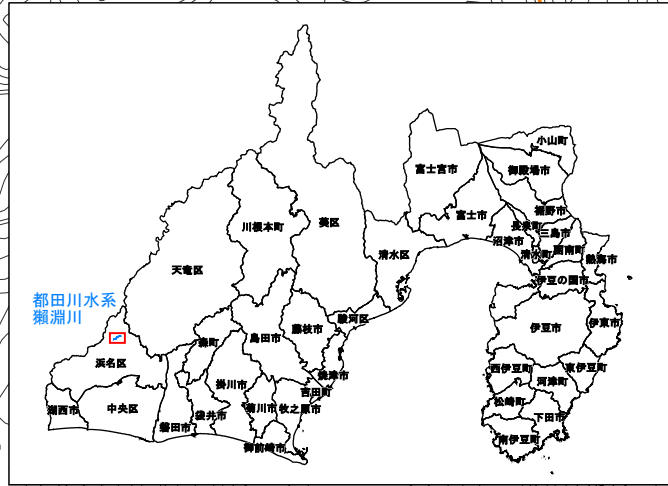 小山町
富士宮市
御殿場市
裾野市
川根本町
葵区
富士市
長泉町
三島市
沼津市
清水区
清水町
函南町
熱海市
天竜区
伊豆の国市
都田川水系
獺淵川
駿河区
伊豆市
伊東市
森町
島田市
藤枝市
浜名区
西伊豆町
東伊豆町
焼津市
河津町
掛川市
吉田町
松崎町
湖西市
中央区
袋井市
菊川市
牧之原市
下田市
磐田市
南伊豆町
御前崎市